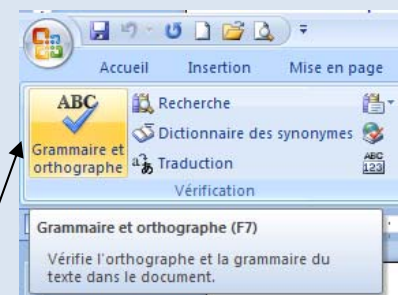 Accueil Insertion Mise en page
ABC Recherche
Dictionnaire des synonymes
Grammaire et
orthographe Traduction ABC
123
Vérification
Grammaire et orthographe (F7)
Vérifie l'orthographe et la grammaire du
texte dans le document.